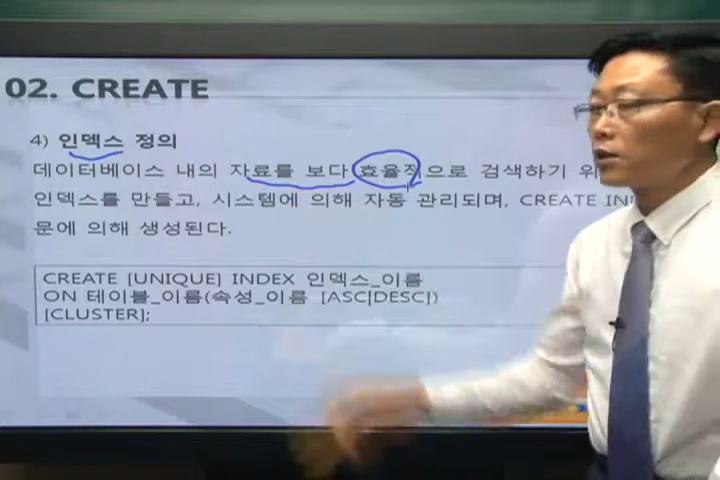 02. CREATE
4) 인덱스 정의
데이터베이스 내의 자료를 보다 효율적으로 검색하기 위
인덱스를 만들고, 시스템에 의해 자동 관리되며, CREATE IN
문에 의해 생성된다.
CREATE [UNIQUE] INDEX 인덱스_이름
ON 테이블_이름(속성_이름 [ASC|DESC])
[CLUSTER];